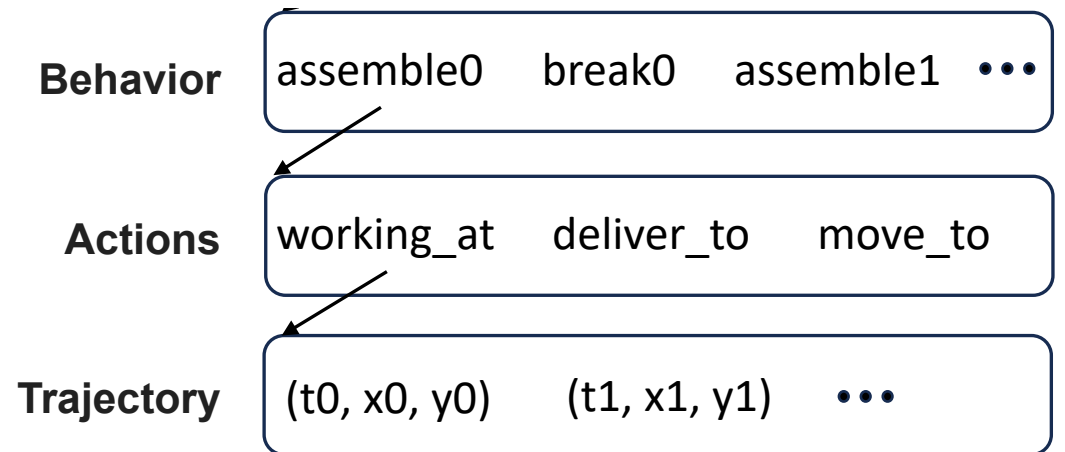 Behavior assemble0 break0 assemble1 •••
Actions working_at deliver_to move_to
Trajectory (t0, x0, y0) (t1, x1, y1) •••